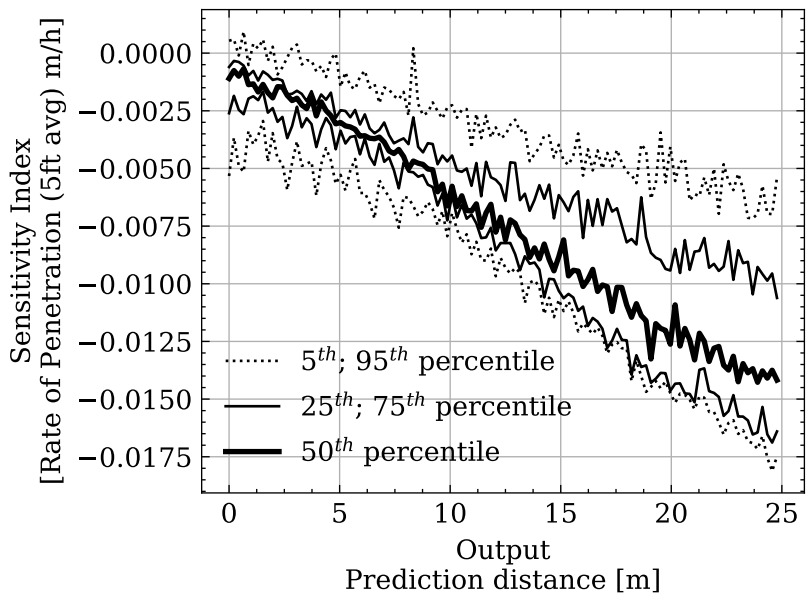 Sensitivity Index
[Rate of Penetration (5ft avg) m/h]
0.0000
−0.0025
−0.0050
−0.0075
−0.0100
−0.0125
−0.0150
−0.0175
5th; 95th percentile
25th; 75th percentile
50th percentile
0 5 10 15 20 25
Output
Prediction distance [m]